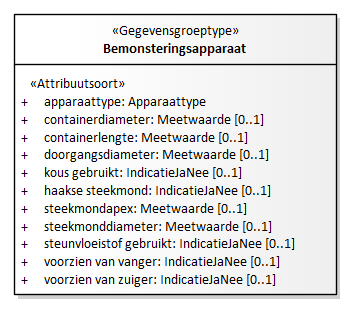 «Gegevensgroeptype»
Bemonsteringsapparaat
«Attribuutsoort»
+ apparaattype: Apparaattype
+ containerdiameter: Meetwaarde [0..1]
+ containerlengte: Meetwaarde [0..1]
+ doorgangsdiameter: Meetwaarde [0..1]
+ kous gebruikt: IndicatieJaNee [0..1]
+ haakse steekmond: IndicatieJaNee [0..1]
+ steekmondapex: Meetwaarde [0..1]
+ steekmonddiameter: Meetwaarde [0..1]
+ steunvloeistof gebruikt: IndicatieJaNee [0..1]
+ voorzien van vanger: IndicatieJaNee [0..1]
+ voorzien van zuiger: IndicatieJaNee [0..1]